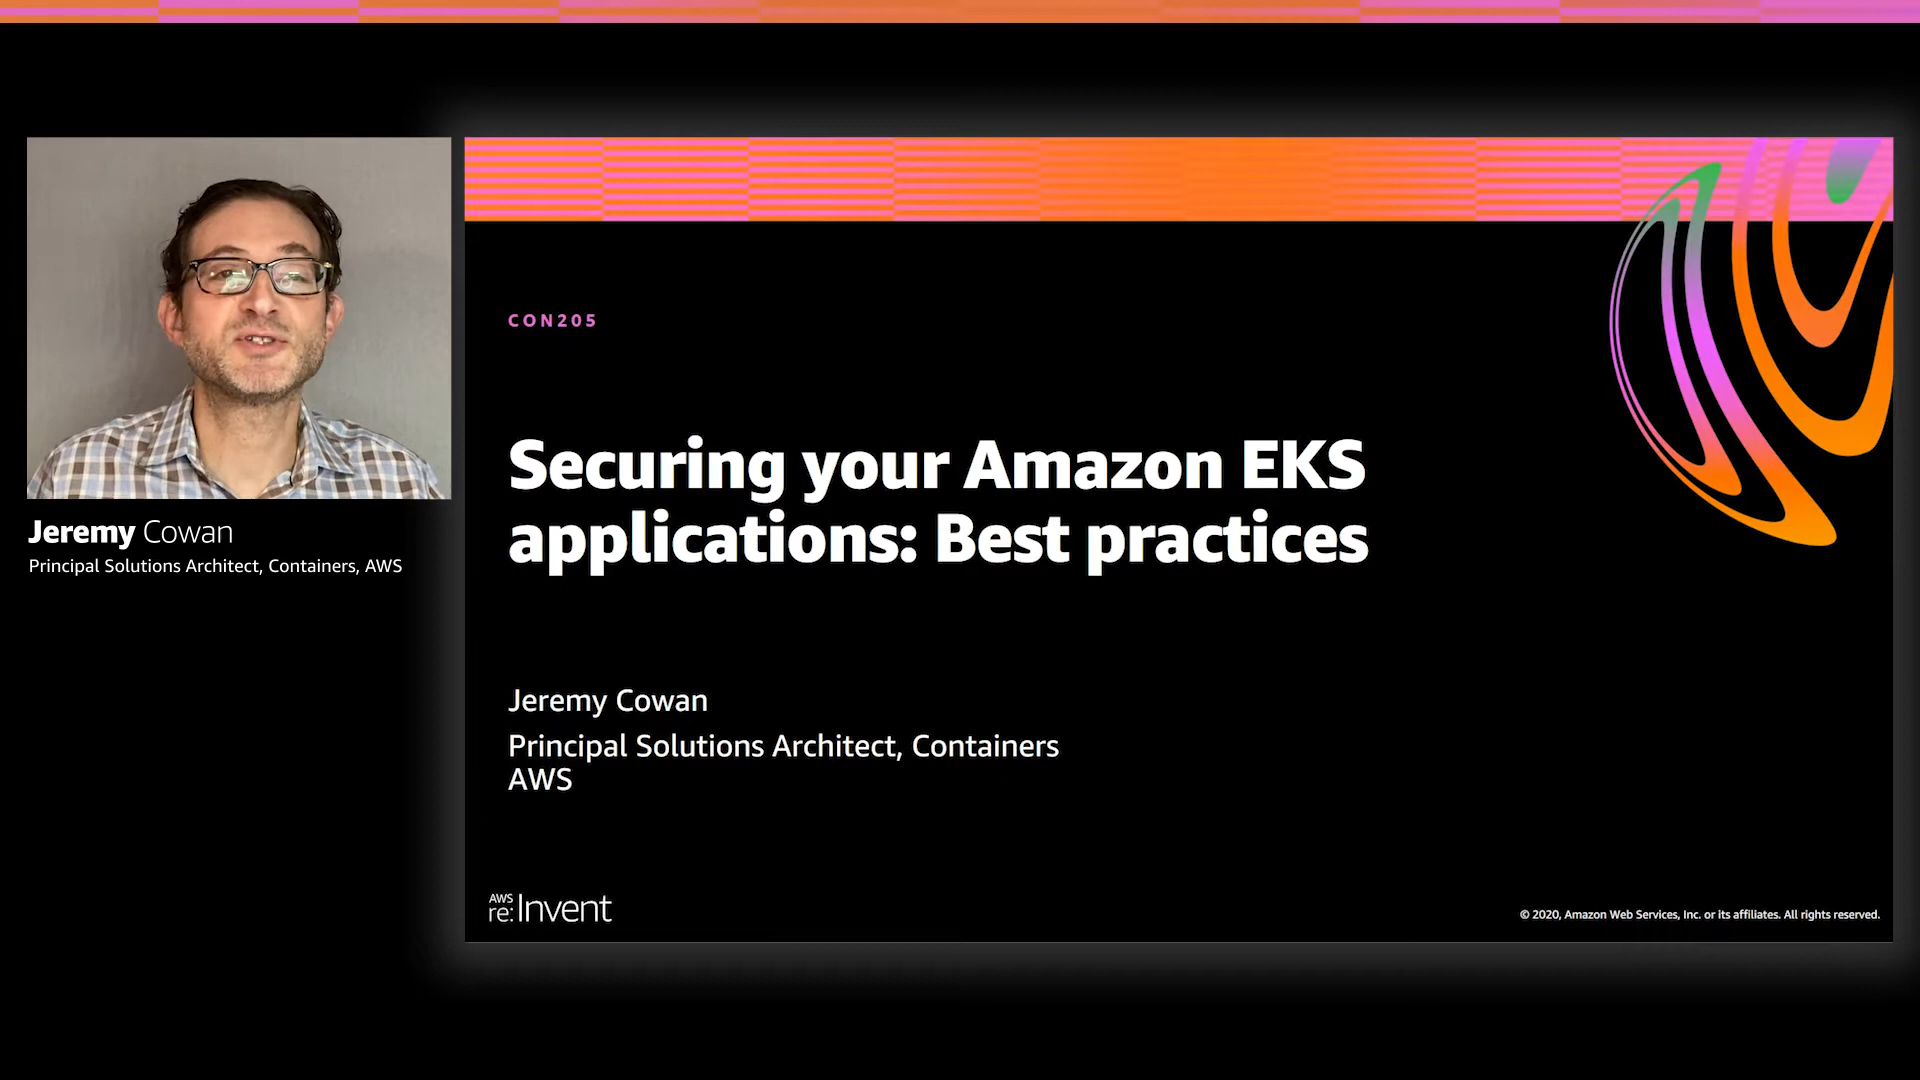 Jeremy Cowan
Principal Solutions Architect, Containers, AWS
CON205
Securing your Amazon EKS
applications: Best practices
Jeremy Cowan
Principal Solutions Architect, Containers
AWS
AWS
re:Invent
© 2020, Amazon Web Services, Inc. or its affiliates. All rights reserved.